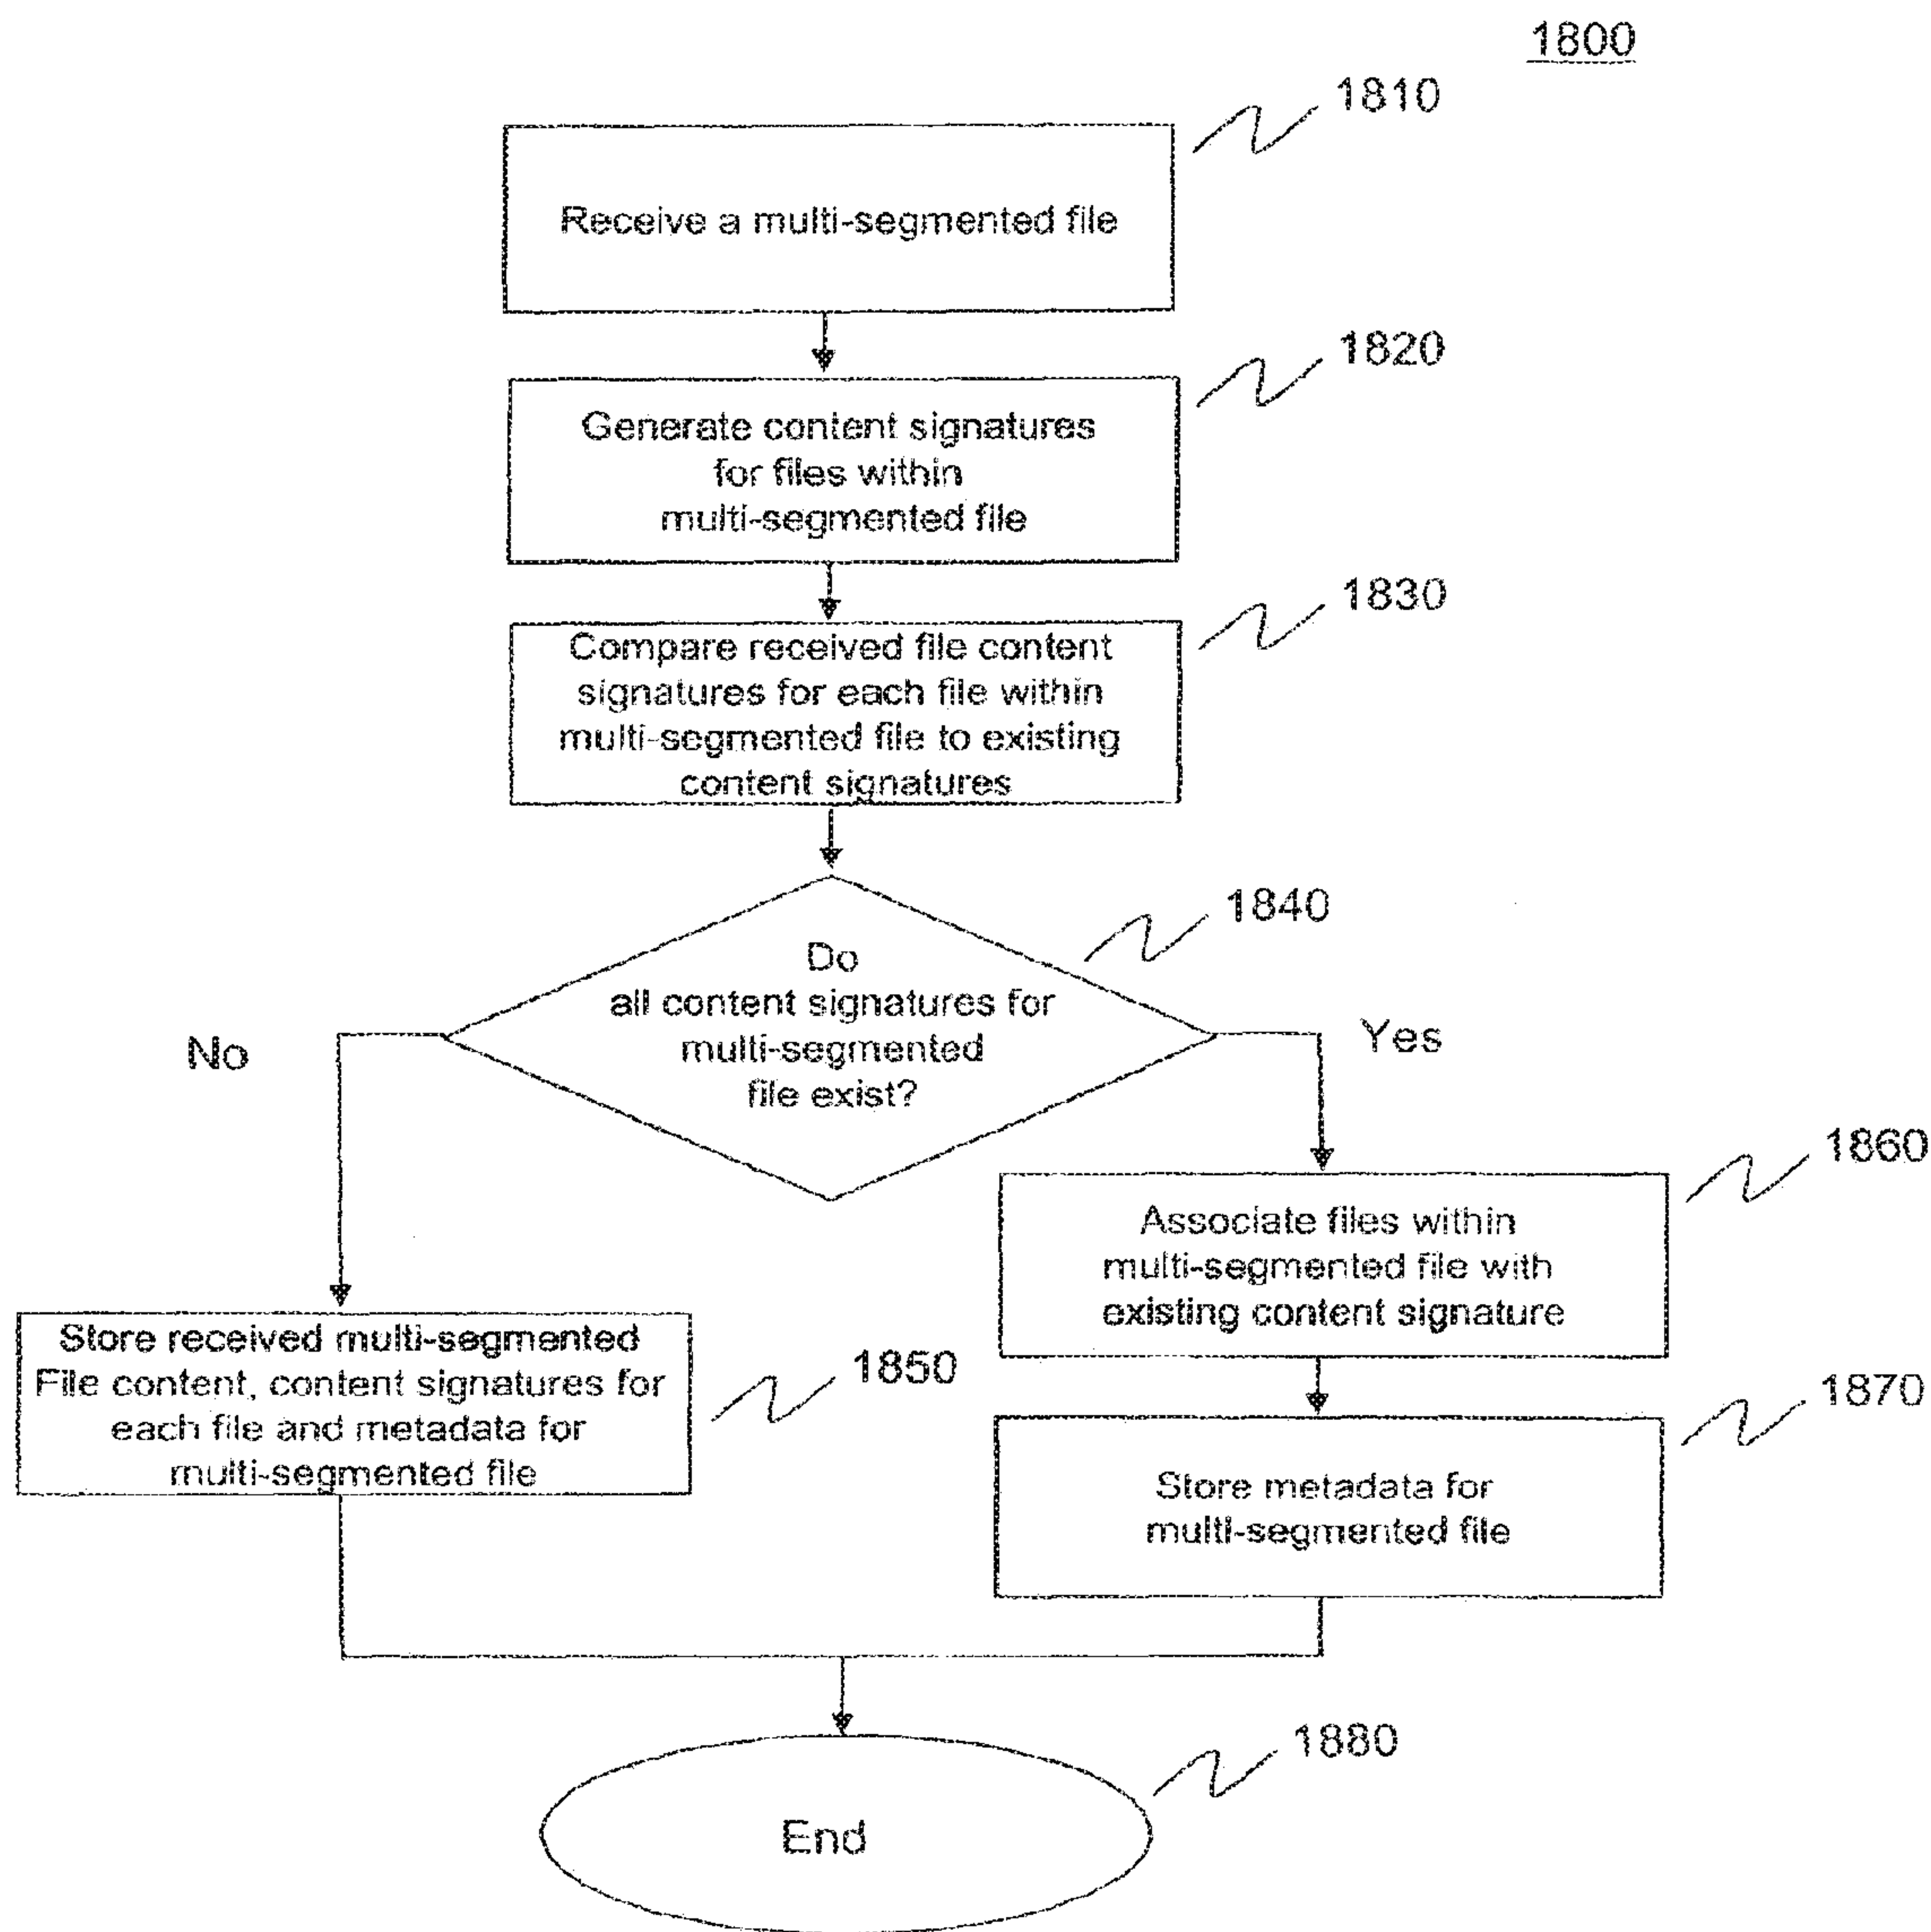 1800
1810
Receive a multi-segmented file
1820
Generate content signatures
for files within
multi-segmented file
1830
Compare received file content
signatures for each file within
multi-segmented file to existing
content signatures
1840
Do
all content signatures for
multi-segmented
file exist?
No
Yes
1860
Associate files within
multi-segmented file with
existing content signature
Store received multi-segmented
File content, content signatures for
each file and metadata for
multi-segmented file
1850
1870
Store metadata for
multi-segmented file
1880
End